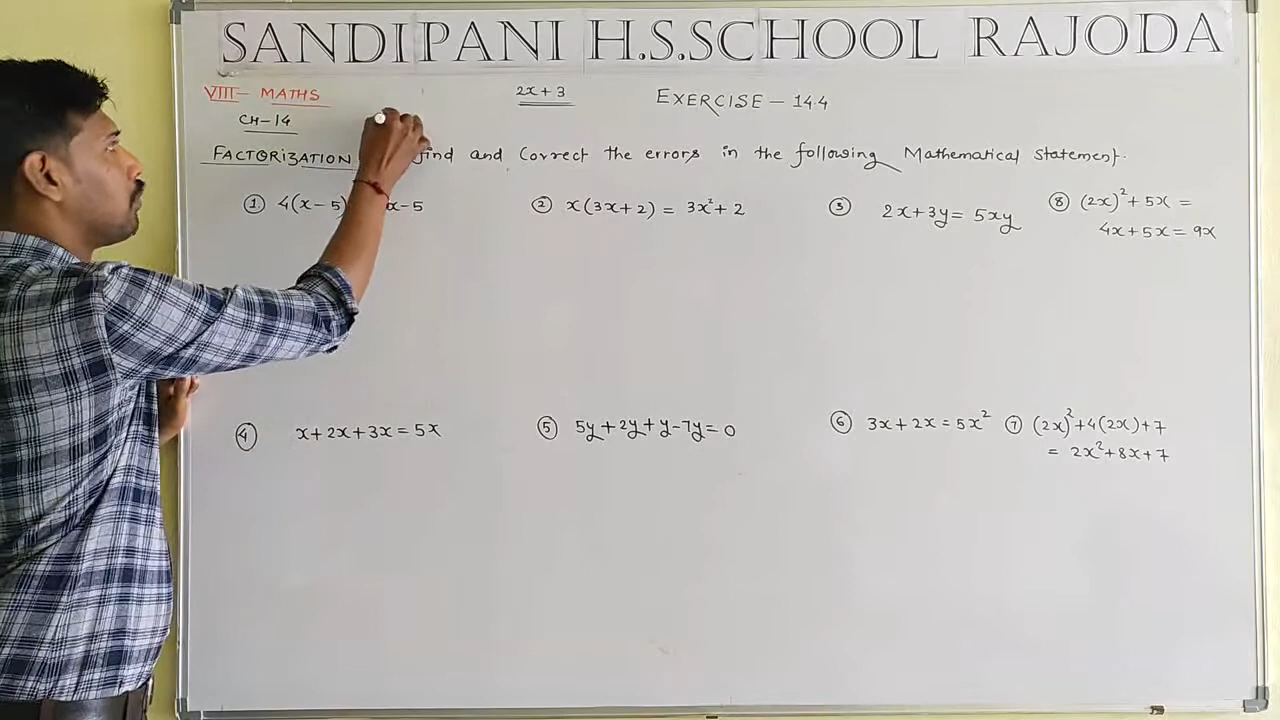 SANDIPANI H.S.SCHOOL RAJODA
VIII - MATHS
2x + 3
EXERCISE - 14.4
CH-14
FACTORIZATION find and Correct the errors in the following Mathematical statement.
① 4(x-5) x-5
② x(3x+2) = 3x²+2
③ 2x+3y= 5xy
⑧ (2x)²+5x =
4x+5x = 9x
④ x+2x+3x=5x
⑤ 5y+2y+y-7y=0
⑥ 3x+2x=5x²
⑦ (2x)²+4(2x)+7
= 2x²+8x+7